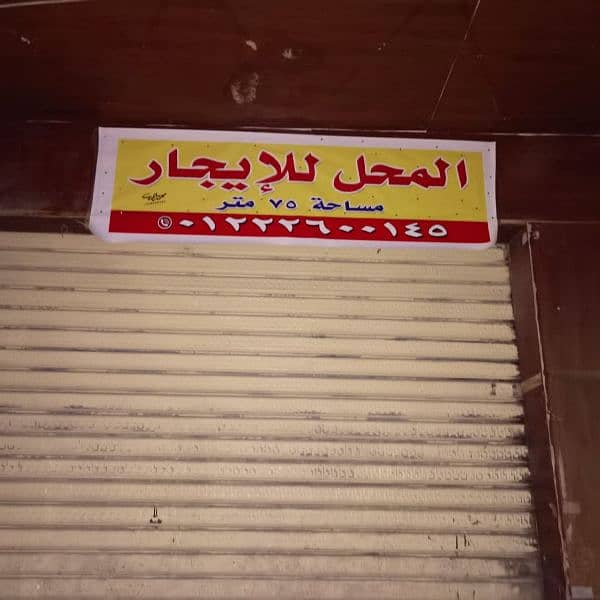 المحل للإيجار
مساحة ٧٥ متر
٠١٢٢٢٦٠٠١٤٥